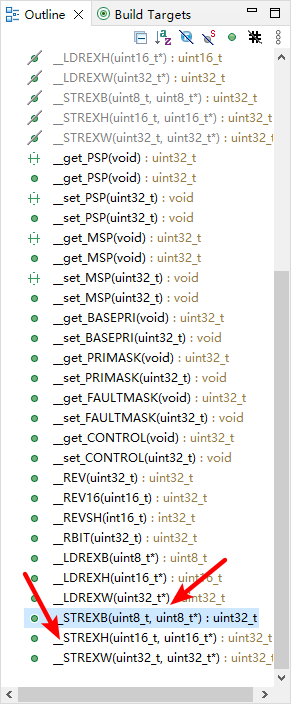 Outline Build Targets
__LDREXH(uint16_t*) : uint16_t
__LDREXW(uint32_t*) : uint32_t
__STREXB(uint8_t, uint8_t*) : uint32_t
__STREXH(uint16_t, uint16_t*) : uint32_t
__STREXW(uint32_t, uint32_t*) : uint32_t
__get_PSP(void) : uint32_t
__get_PSP(void) : uint32_t
__set_PSP(uint32_t) : void
__set_PSP(uint32_t) : void
__get_MSP(void) : uint32_t
__get_MSP(void) : uint32_t
__set_MSP(uint32_t) : void
__set_MSP(uint32_t) : void
__get_BASEPRI(void) : uint32_t
__set_BASEPRI(uint32_t) : void
__get_PRIMASK(void) : uint32_t
__set_PRIMASK(uint32_t) : void
__get_FAULTMASK(void) : uint32_t
__set_FAULTMASK(uint32_t) : void
__get_CONTROL(void) : uint32_t
__set_CONTROL(uint32_t) : void
__REV(uint32_t) : uint32_t
__REV16(uint16_t) : uint32_t
__REVSH(int16_t) : int32_t
__RBIT(uint32_t) : uint32_t
__LDREXB(uint8_t*) : uint8_t
__LDREXH(uint16_t*) : uint16_t
__LDREXW(uint32_t*) : uint32_t
__STREXB(uint8_t, uint8_t*) : uint32_t
__STREXH(uint16_t, uint16_t*) : uint32_t
__STREXW(uint32_t, uint32_t*) : uint32_t